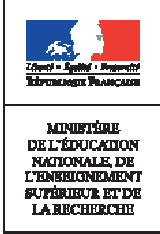 Liberté • Égalité • Fraternité
RÉPUBLIQUE FRANÇAISE
MINISTÈRE
DE L'ÉDUCATION
NATIONALE, DE
L'ENSEIGNEMENT
SUPÉRIEUR ET DE
LA RECHERCHE